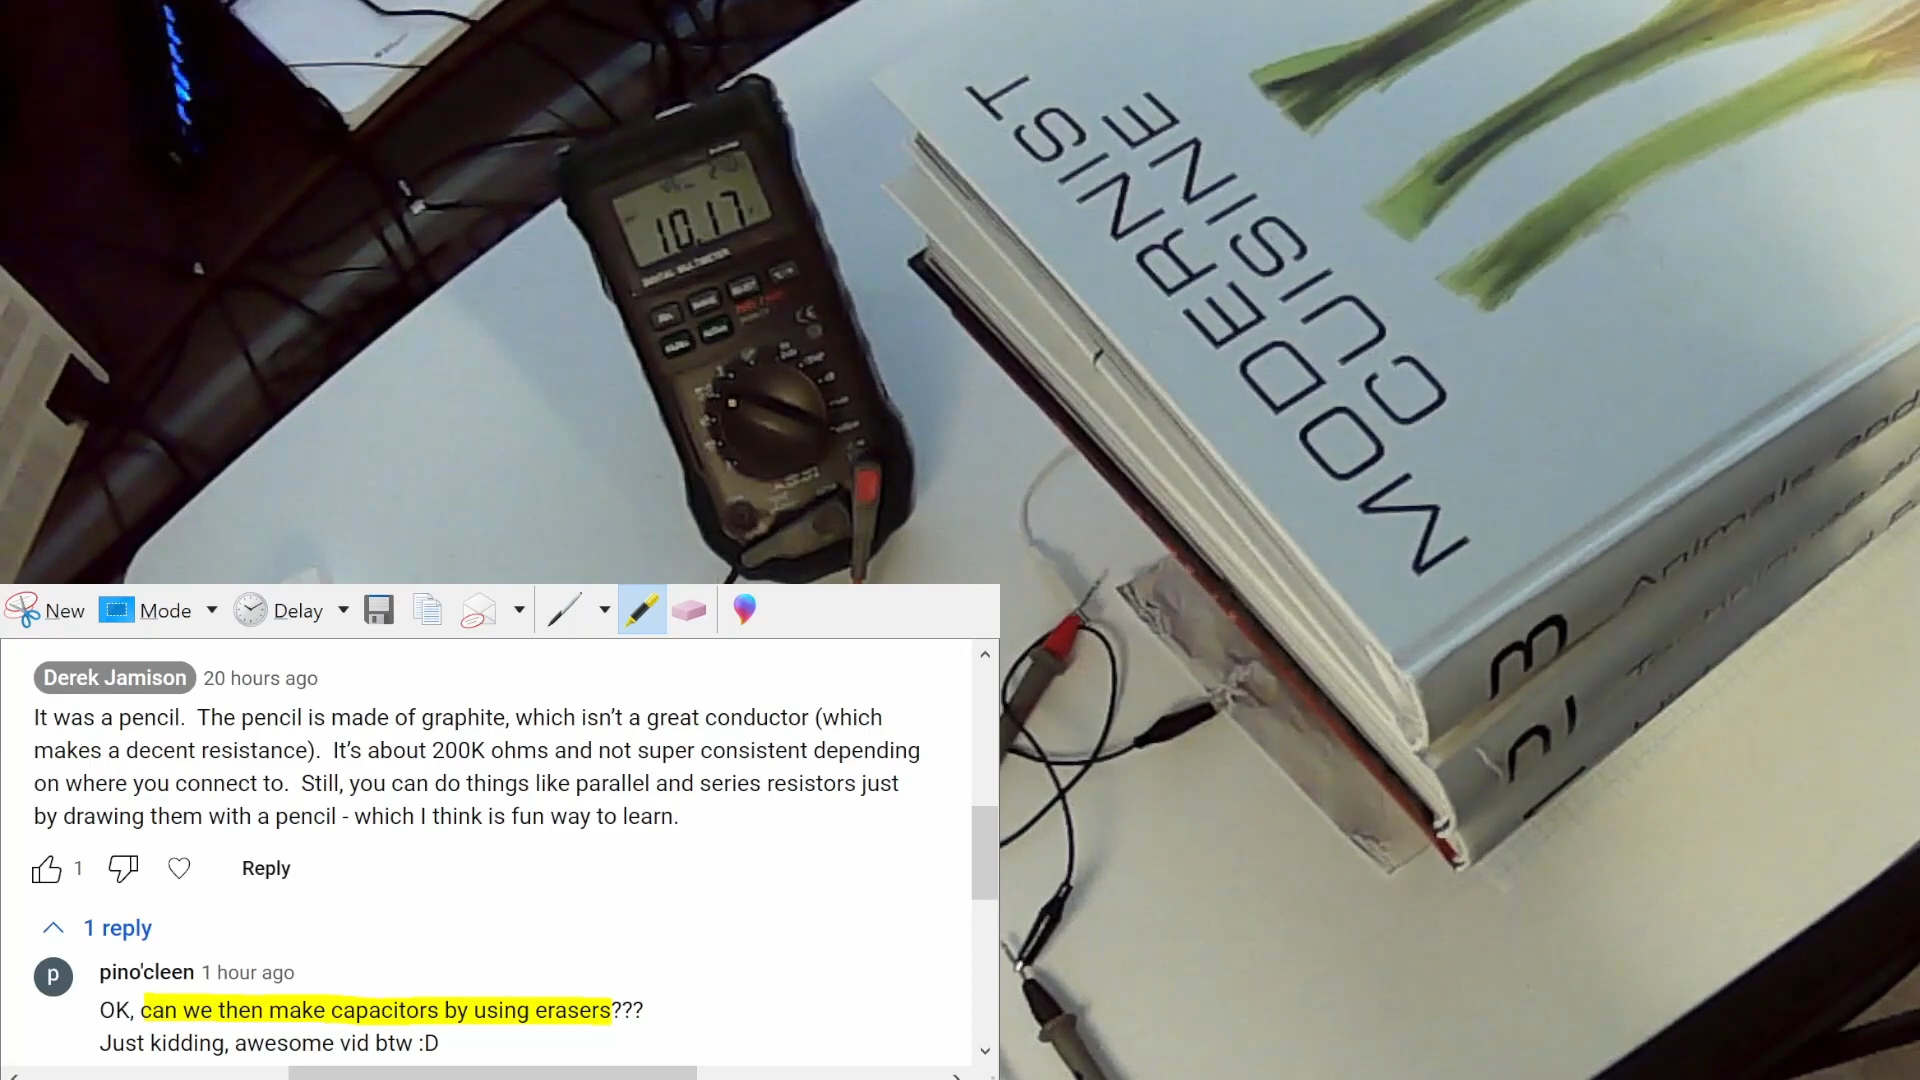 10.17
DIGITAL MULTIMETER
MODERNIST
CUISINE
Animals and
New
Mode
Delay
Derek Jamison 20 hours ago
It was a pencil.  The pencil is made of graphite, which isn’t a great conductor (which
makes a decent resistance).  It’s about 200K ohms and not super consistent depending
on where you connect to.  Still, you can do things like parallel and series resistors just
by drawing them with a pencil - which I think is fun way to learn.
1
Reply
1 reply
p
pino'cleen 1 hour ago
OK, can we then make capacitors by using erasers???
Just kidding, awesome vid btw :D